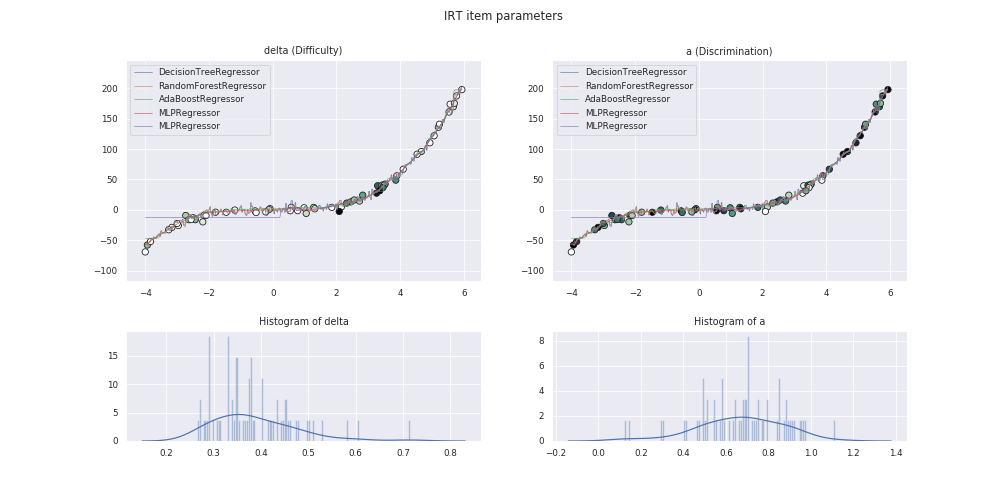 IRT item parameters
delta (Difficulty)
DecisionTreeRegressor
RandomForestRegressor
AdaBoostRegressor
MLPRegressor
MLPRegressor
200
150
100
50
0
−50
−100
−4 −2 0 2 4 6
a (Discrimination)
DecisionTreeRegressor
RandomForestRegressor
AdaBoostRegressor
MLPRegressor
MLPRegressor
200
150
100
50
0
−50
−100
−4 −2 0 2 4 6
Histogram of delta
15
10
5
0
0.2 0.3 0.4 0.5 0.6 0.7 0.8
Histogram of a
8
6
4
2
0
−0.2 0.0 0.2 0.4 0.6 0.8 1.0 1.2 1.4